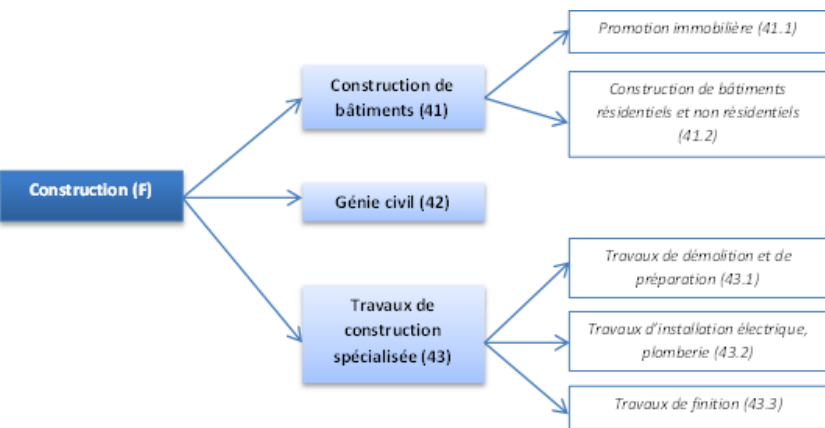 Promotion immobilière (41.1)
Construction de
bâtiments (41)
Construction de bâtiments
résidentiels et non résidentiels
(41.2)
Construction (F)
Génie civil (42)
Travaux de démolition et de
préparation (43.1)
Travaux de
construction
spécialisée (43)
Travaux d'installation électrique,
plomberie (43.2)
Travaux de finition (43.3)